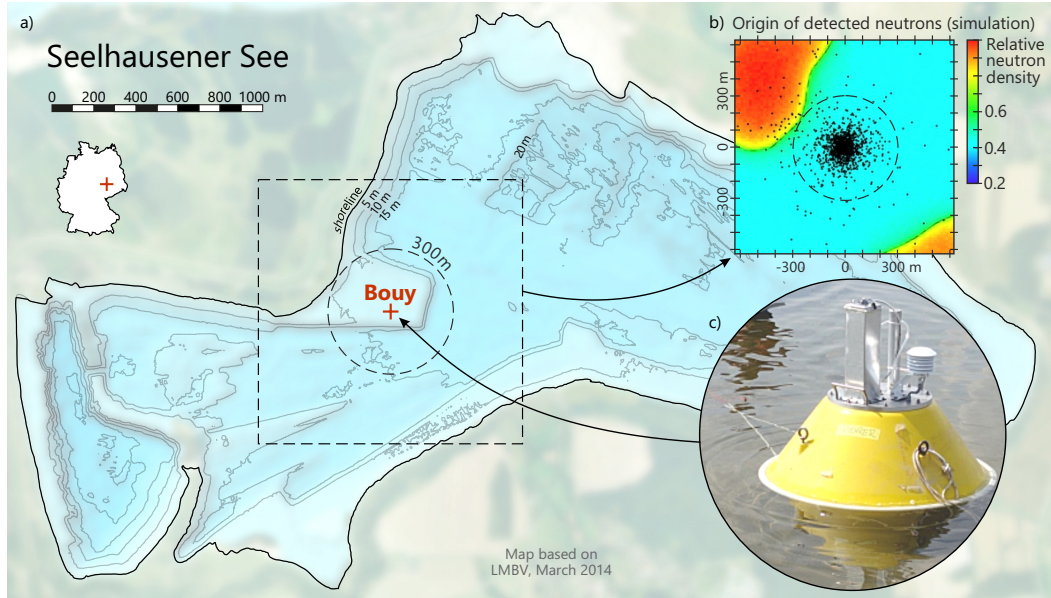 a)
Seelhausener See
0 200 400 600 800 1000 m
shoreline
5 m
10 m
15 m
20 m
300 m
Bouy
Map based on
LMBV, March 2014
b) Origin of detected neutrons (simulation)
Relative
neutron
density
0.6
0.4
0.2
300 m
0
-300
-300 0 300 m
c)